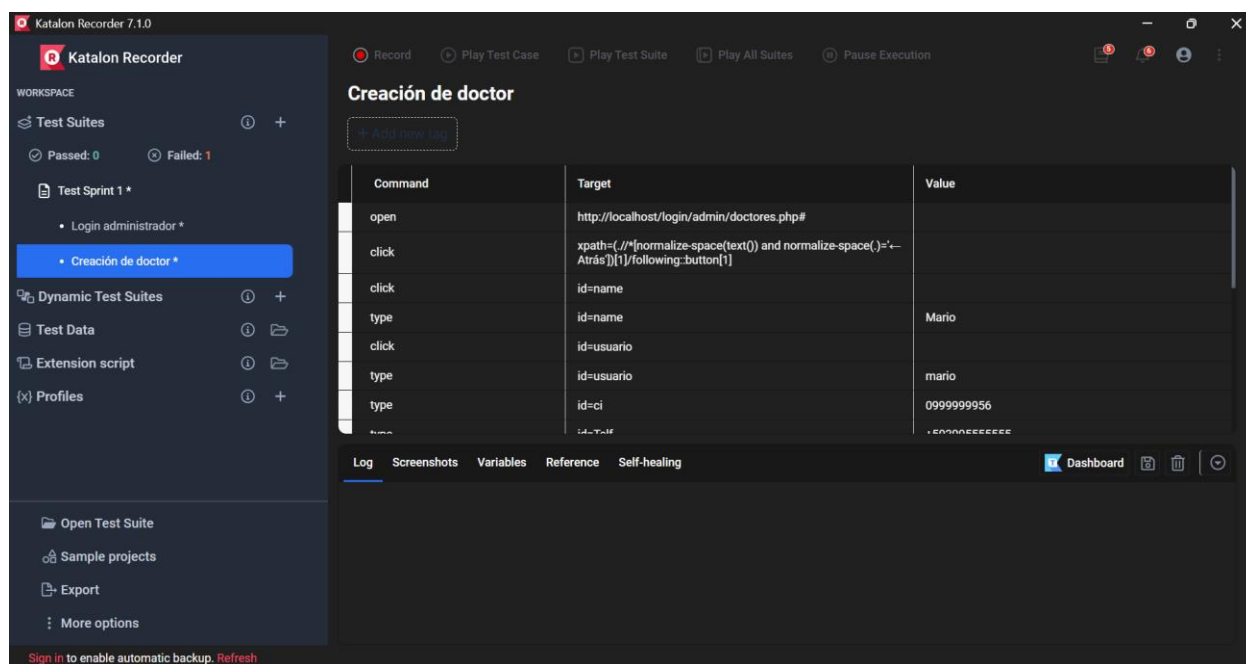 Katalon Recorder 7.1.0
Katalon Recorder
Record Play Test Case Play Test Suite Play All Suites Pause Execution 5 6
WORKSPACE
Test Suites
Passed: 0 Failed: 1
Test Sprint 1 *
Login administrador *
Creación de doctor *
Dynamic Test Suites
Test Data
Extension script
{x} Profiles
Open Test Suite
Sample projects
Export
More options
Sign in to enable automatic backup. Refresh
Creación de doctor
+ Add new tag
Command Target Value
open http://localhost/login/admin/doctores.php#
click xpath=(.//*[normalize-space(text()) and normalize-space(.)='←
Atrás'])[1]/following::button[1]
click id=name
type id=name Mario
click id=usuario
type id=usuario mario
type id=ci 0999999956
type id=Telf
Log Screenshots Variables Reference Self-healing Dashboard